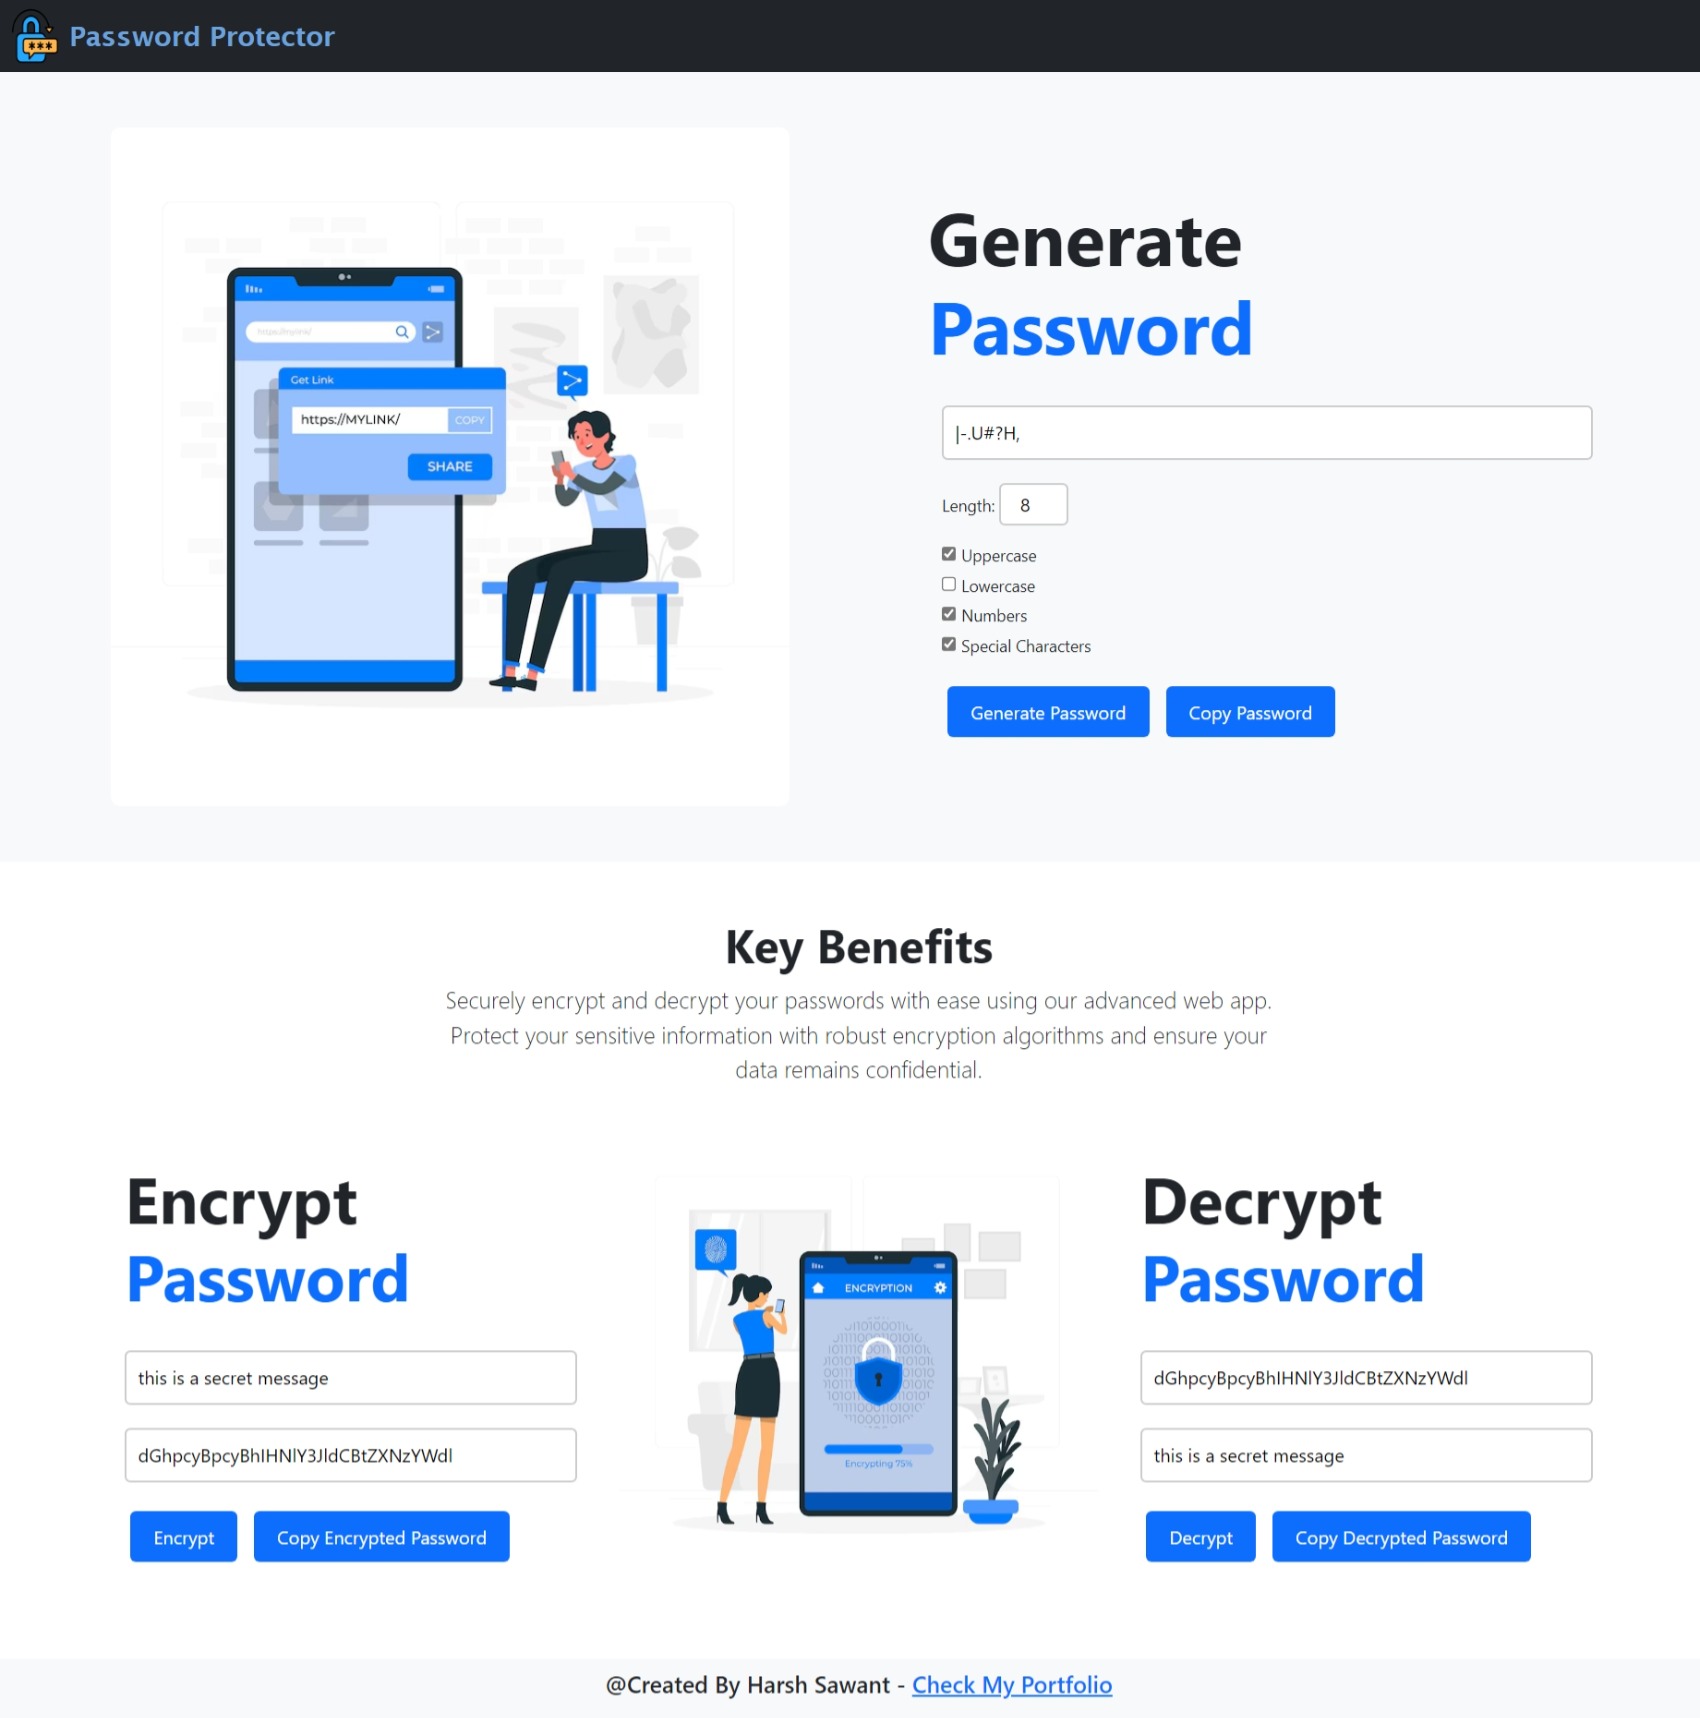 Password Protector
***
https://mylink/
Get Link
https://MYLINK/ COPY
SHARE
Generate
Password
|-.U#?H,
Length: 8
Uppercase
Lowercase
Numbers
Special Characters
Generate Password Copy Password
Key Benefits
Securely encrypt and decrypt your passwords with ease using our advanced web app.
Protect your sensitive information with robust encryption algorithms and ensure your
data remains confidential.
Encrypt
Password
this is a secret message
dGhpcyBpcyBhIHNlY3JldCBtZXNzYWdl
Encrypt Copy Encrypted Password
ENCRYPTION
Encrypting 75%
Decrypt
Password
dGhpcyBpcyBhIHNlY3JldCBtZXNzYWdl
this is a secret message
Decrypt Copy Decrypted Password
@Created By Harsh Sawant - Check My Portfolio